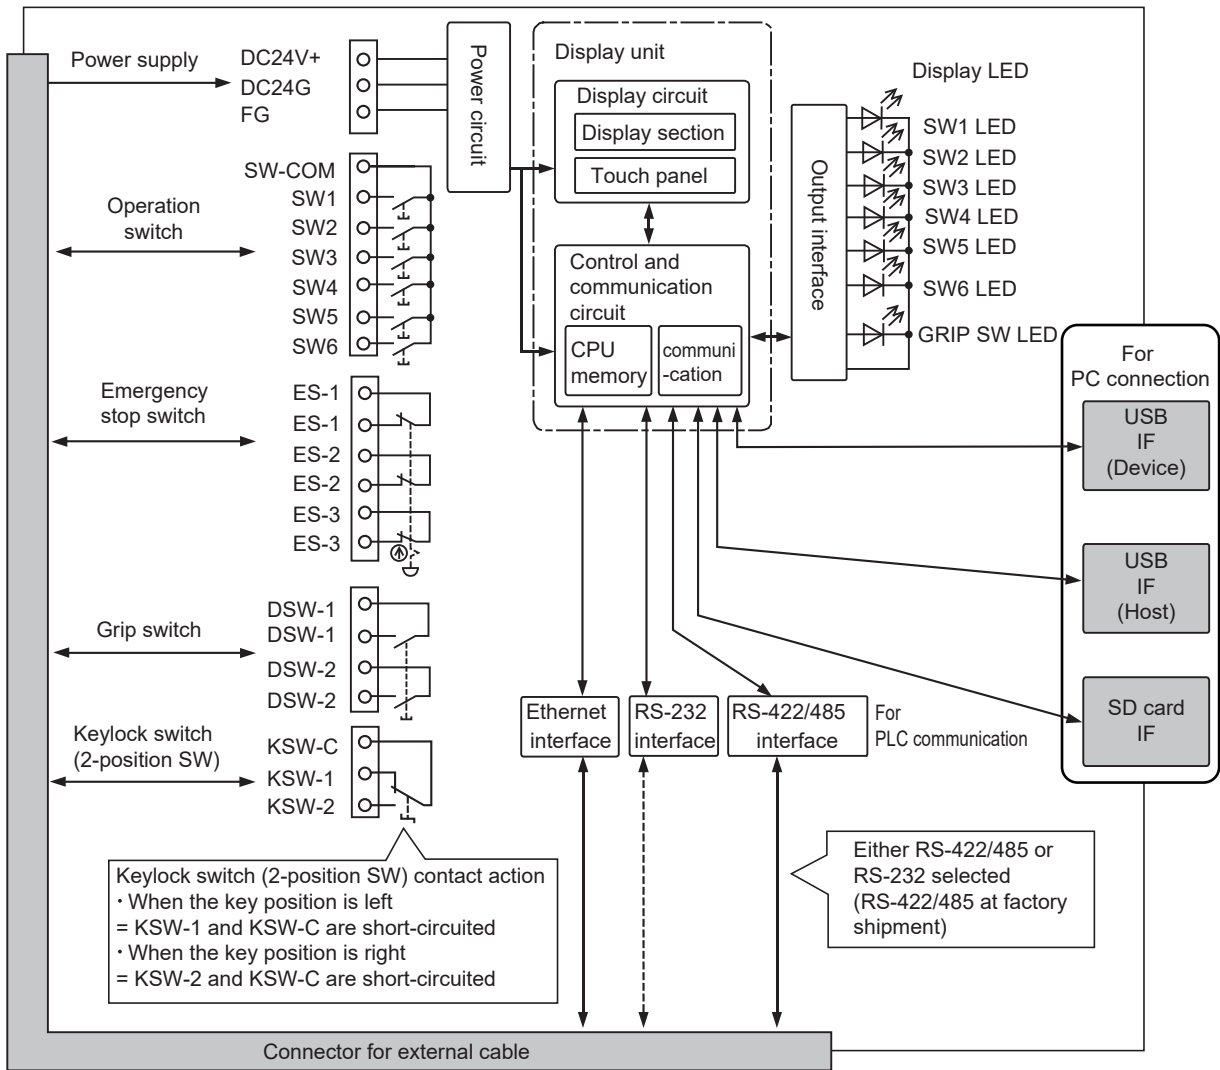 Power supply
DC24V+
DC24G
FG
Power circuit
Display unit
Display circuit
Display section
Touch panel
Control and
communication
circuit
CPU
memory
communi
-cation
Output interface
Display LED
SW1 LED
SW2 LED
SW3 LED
SW4 LED
SW5 LED
SW6 LED
GRIP SW LED
Operation
switch
SW-COM
SW1
SW2
SW3
SW4
SW5
SW6
Emergency
stop switch
ES-1
ES-1
ES-2
ES-2
ES-3
ES-3
Grip switch
DSW-1
DSW-1
DSW-2
DSW-2
Keylock switch
(2-position SW)
KSW-C
KSW-1
KSW-2
For
PC connection
USB
IF
(Device)
USB
IF
(Host)
SD card
IF
Ethernet
interface
RS-232
interface
RS-422/485
interface
For
PLC communication
Keylock switch (2-position SW) contact action
・When the key position is left
= KSW-1 and KSW-C are short-circuited
・When the key position is right
= KSW-2 and KSW-C are short-circuited
Either RS-422/485 or
RS-232 selected
(RS-422/485 at factory
shipment)
Connector for external cable